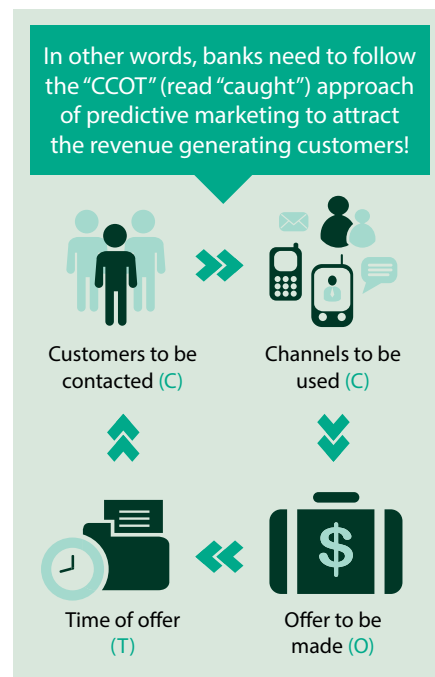 In other words, banks need to follow
the “CCOT” (read “caught”) approach
of predictive marketing to attract
the revenue generating customers!
Customers to be
contacted (C)
Channels to be
used (C)
$
Offer to be
made (O)
Time of offer
(T)